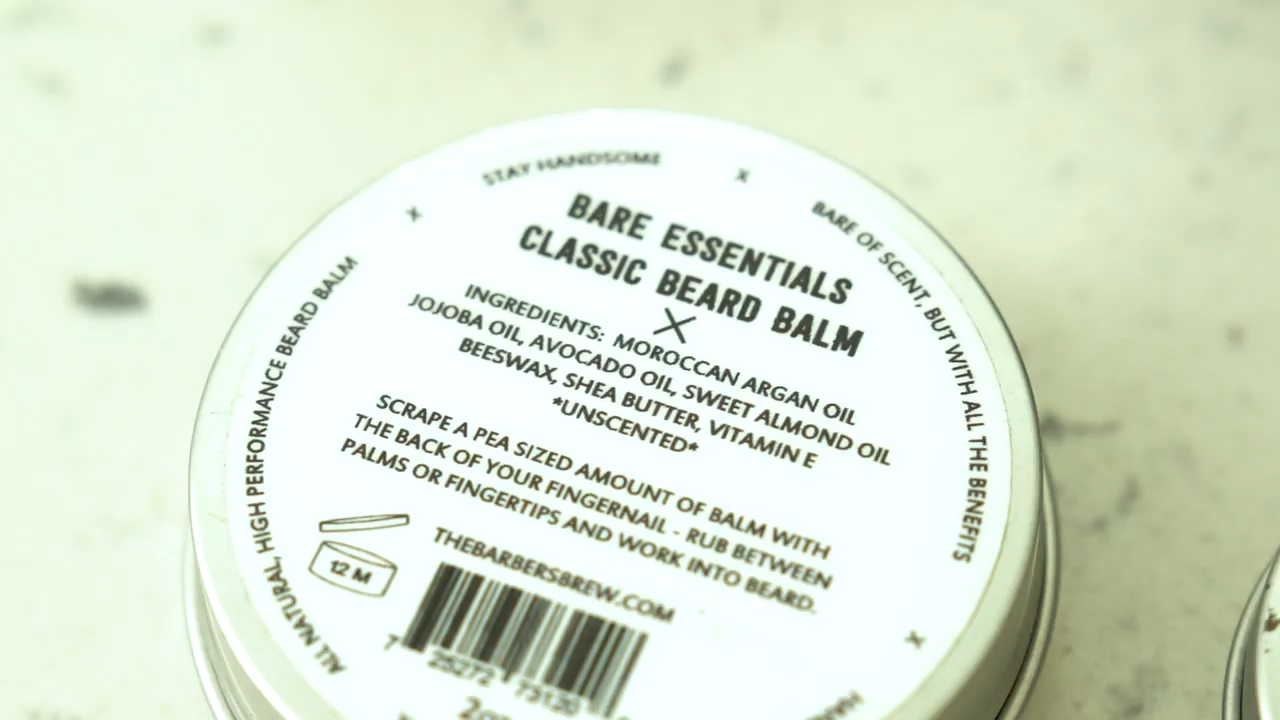 STAY HANDSOME
X
BARE OF SCENT, BUT WITH ALL THE BENEFITS
X
ALL NATURAL, HIGH PERFORMANCE BEARD BALM
X
BARE ESSENTIALS
CLASSIC BEARD BALM
X
INGREDIENTS: MOROCCAN ARGAN OIL
JOJOBA OIL, AVOCADO OIL, SWEET ALMOND OIL
BEESWAX, SHEA BUTTER, VITAMIN E
*UNSCENTED*
SCRAPE A PEA SIZED AMOUNT OF BALM WITH
THE BACK OF YOUR FINGERNAIL - RUB BETWEEN
PALMS OR FINGERTIPS AND WORK INTO BEARD.
12 M
THEBARBERSBREW.COM
7 25272 73120